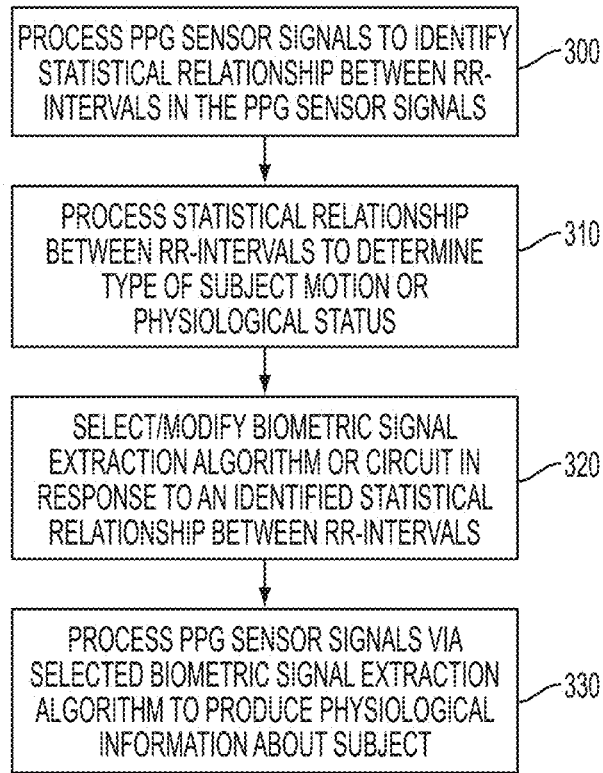 PROCESS PPG SENSOR SIGNALS TO IDENTIFY
STATISTICAL RELATIONSHIP BETWEEN RR-
INTERVALS IN THE PPG SENSOR SIGNALS
300
PROCESS STATISTICAL RELATIONSHIP
BETWEEN RR-INTERVALS TO DETERMINE
TYPE OF SUBJECT MOTION OR
PHYSIOLOGICAL STATUS
310
SELECT/MODIFY BIOMETRIC SIGNAL
EXTRACTION ALGORITHM OR CIRCUIT IN
RESPONSE TO AN IDENTIFIED STATISTICAL
RELATIONSHIP BETWEEN RR-INTERVALS
320
PROCESS PPG SENSOR SIGNALS VIA
SELECTED BIOMETRIC SIGNAL EXTRACTION
ALGORITHM TO PRODUCE PHYSIOLOGICAL
INFORMATION ABOUT SUBJECT
330